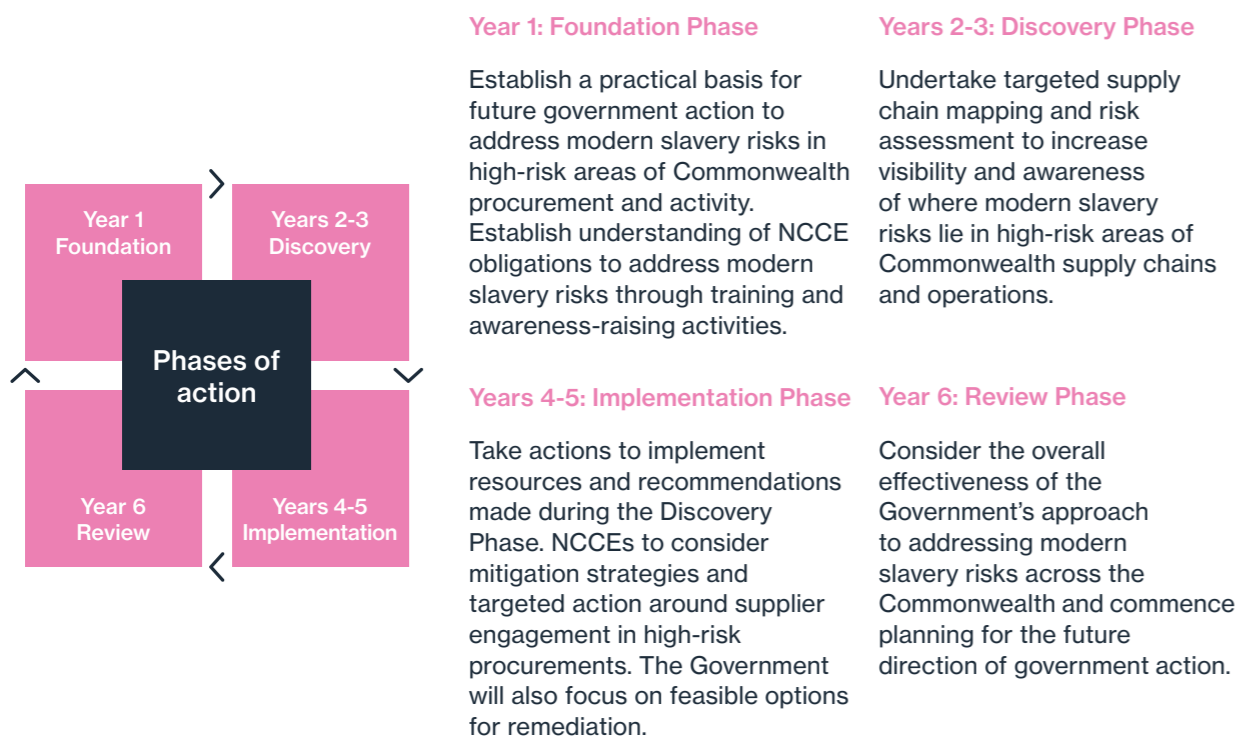 Year 1
Foundation
Years 2-3
Discovery
Phases of
action
Year 6
Review
Years 4-5
Implementation
Year 1: Foundation Phase
Establish a practical basis for
future government action to
address modern slavery risks in
high-risk areas of Commonwealth
procurement and activity.
Establish understanding of NCCE
obligations to address modern
slavery risks through training and
awareness-raising activities.
Years 2-3: Discovery Phase
Undertake targeted supply
chain mapping and risk
assessment to increase
visibility and awareness
of where modern slavery
risks lie in high-risk areas of
Commonwealth supply chains
and operations.
Years 4-5: Implementation Phase
Take actions to implement
resources and recommendations
made during the Discovery
Phase. NCCEs to consider
mitigation strategies and
targeted action around supplier
engagement in high-risk
procurements. The Government
will also focus on feasible options
for remediation.
Year 6: Review Phase
Consider the overall
effectiveness of the
Government’s approach
to addressing modern
slavery risks across the
Commonwealth and commence
planning for the future
direction of government action.